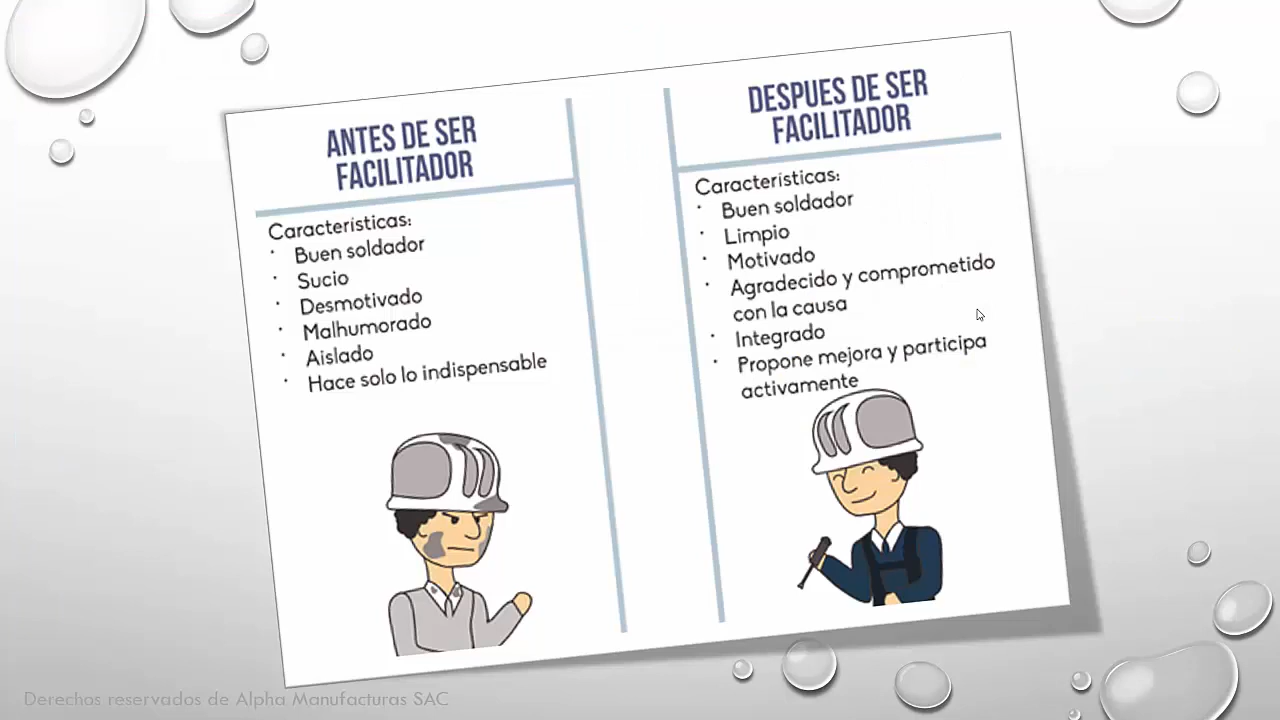 ANTES DE SER
FACILITADOR
Características:
· Buen soldador
· Sucio
· Desmotivado
· Malhumorado
· Aislado
· Hace solo lo indispensable
DESPUES DE SER
FACILITADOR
Características:
· Buen soldador
· Limpio
· Motivado
· Agradecido y comprometido
con la causa
· Integrado
· Propone mejora y participa
activamente
Derechos reservados de Alpha Manufacturas SAC